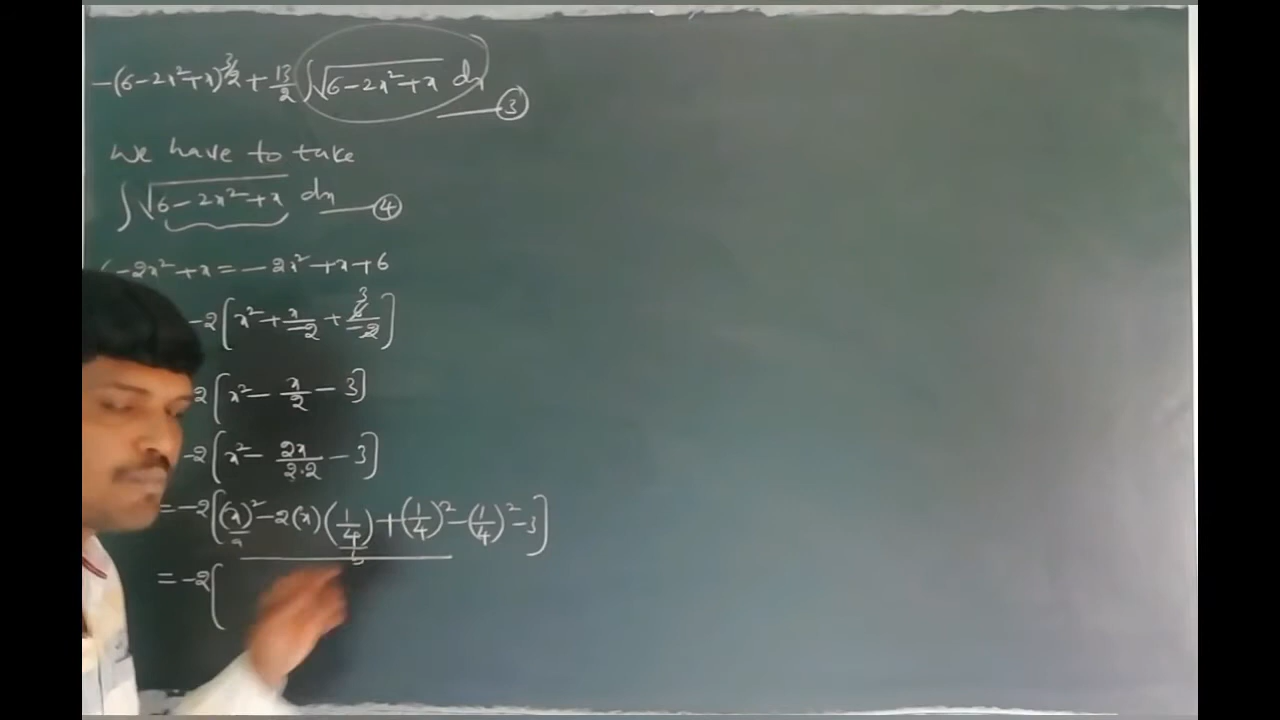 -(6-2x²+x)^3/2 + 13/2 ∫√(6-2x²+x) dx —③
We have to take
∫√(6-2x²+x) dx —④
-2x²+x = -2x²+x+6
-2[x² + x/-2 + 6/-2] 3
2[x² - x/2 - 3]
-2[x² - 2x/2·2 - 3]
= -2[(x)² - 2(x)(1/4) + (1/4)² - (1/4)² - 3]
a b
= -2[